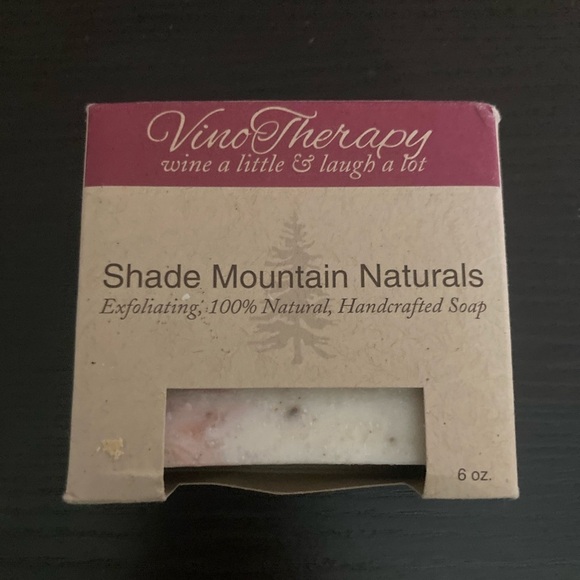 VinoTherapy
wine a little & laugh a lot
Shade Mountain Naturals
Exfoliating, 100% Natural, Handcrafted Soap
6 oz.